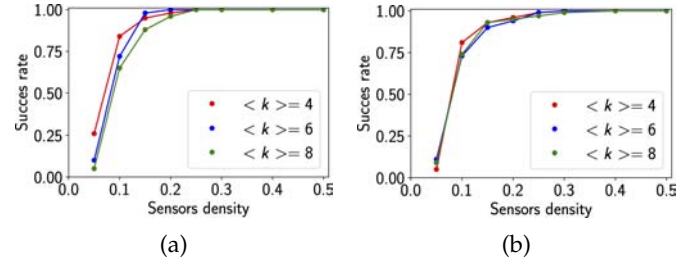 1.00
0.75
0.50
0.25
0.00
Succes rate
< k >= 4
< k >= 6
< k >= 8
0.0 0.1 0.2 0.3 0.4 0.5
Sensors density
(a)
1.00
0.75
0.50
0.25
0.00
Succes rate
< k >= 4
< k >= 6
< k >= 8
0.0 0.1 0.2 0.3 0.4 0.5
Sensors density
(b)